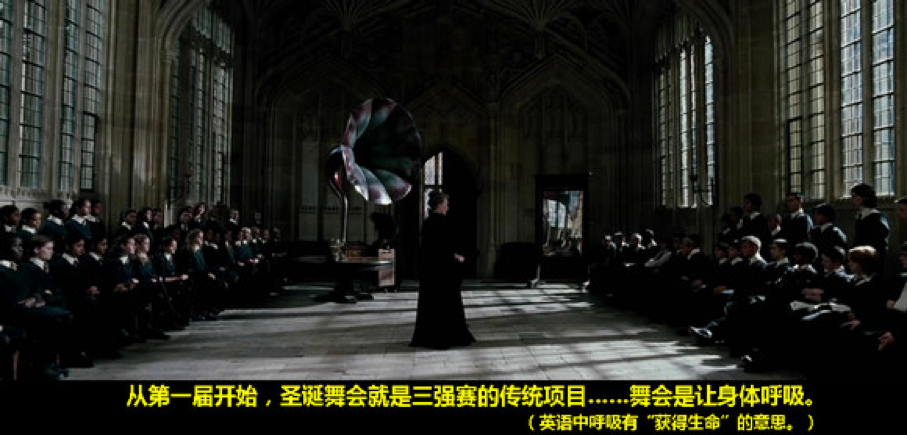 从第一届开始，圣诞舞会就是三强赛的传统项目……舞会是让身体呼吸。
（英语中呼吸有“获得生命”的意思。）